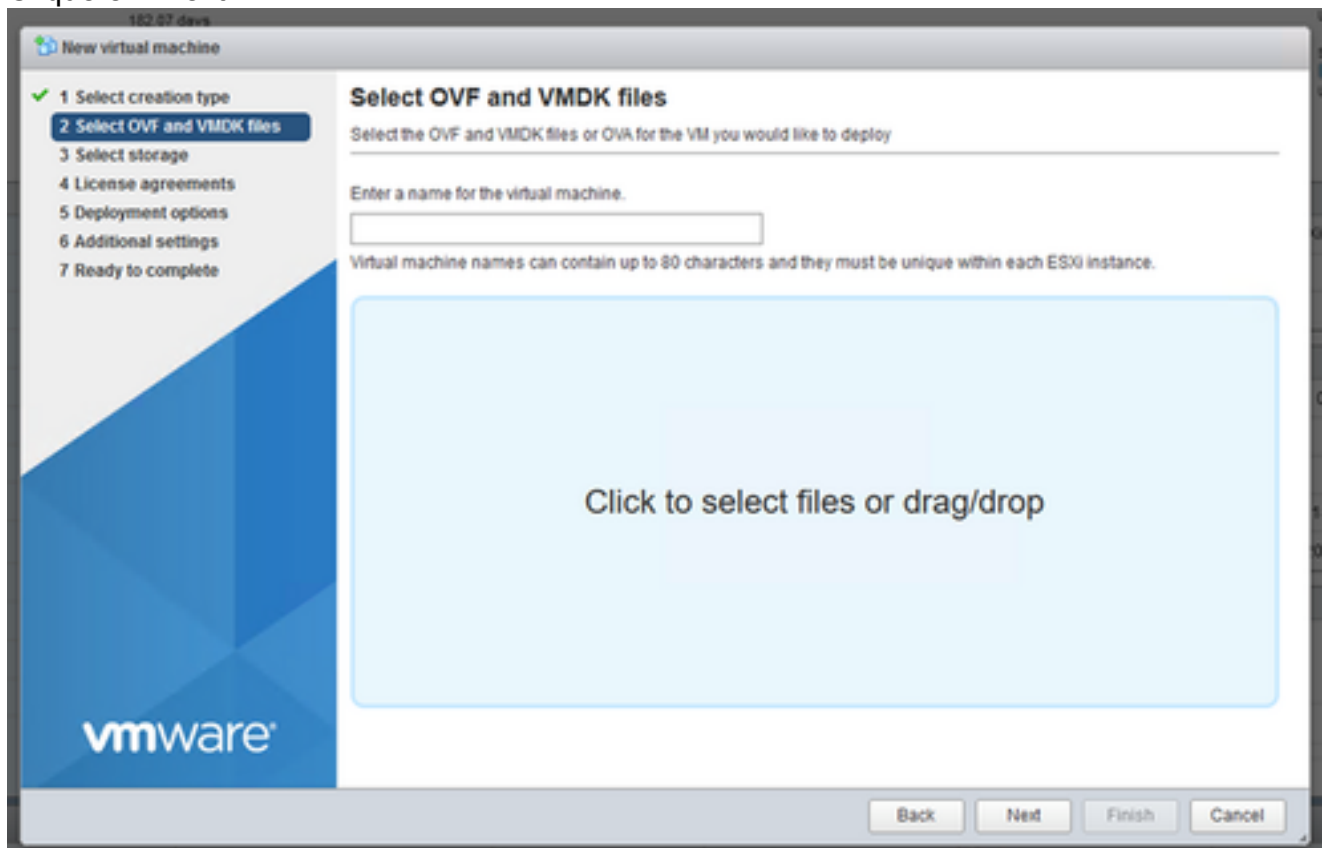 182.07 days
New virtual machine
1 Select creation type
2 Select OVF and VMDK files
3 Select storage
4 License agreements
5 Deployment options
6 Additional settings
7 Ready to complete
Select OVF and VMDK files
Select the OVF and VMDK files or OVA for the VM you would like to deploy
Enter a name for the virtual machine.
Virtual machine names can contain up to 80 characters and they must be unique within each ESXi instance.
Click to select files or drag/drop
vmware
Back
Next
Finish
Cancel